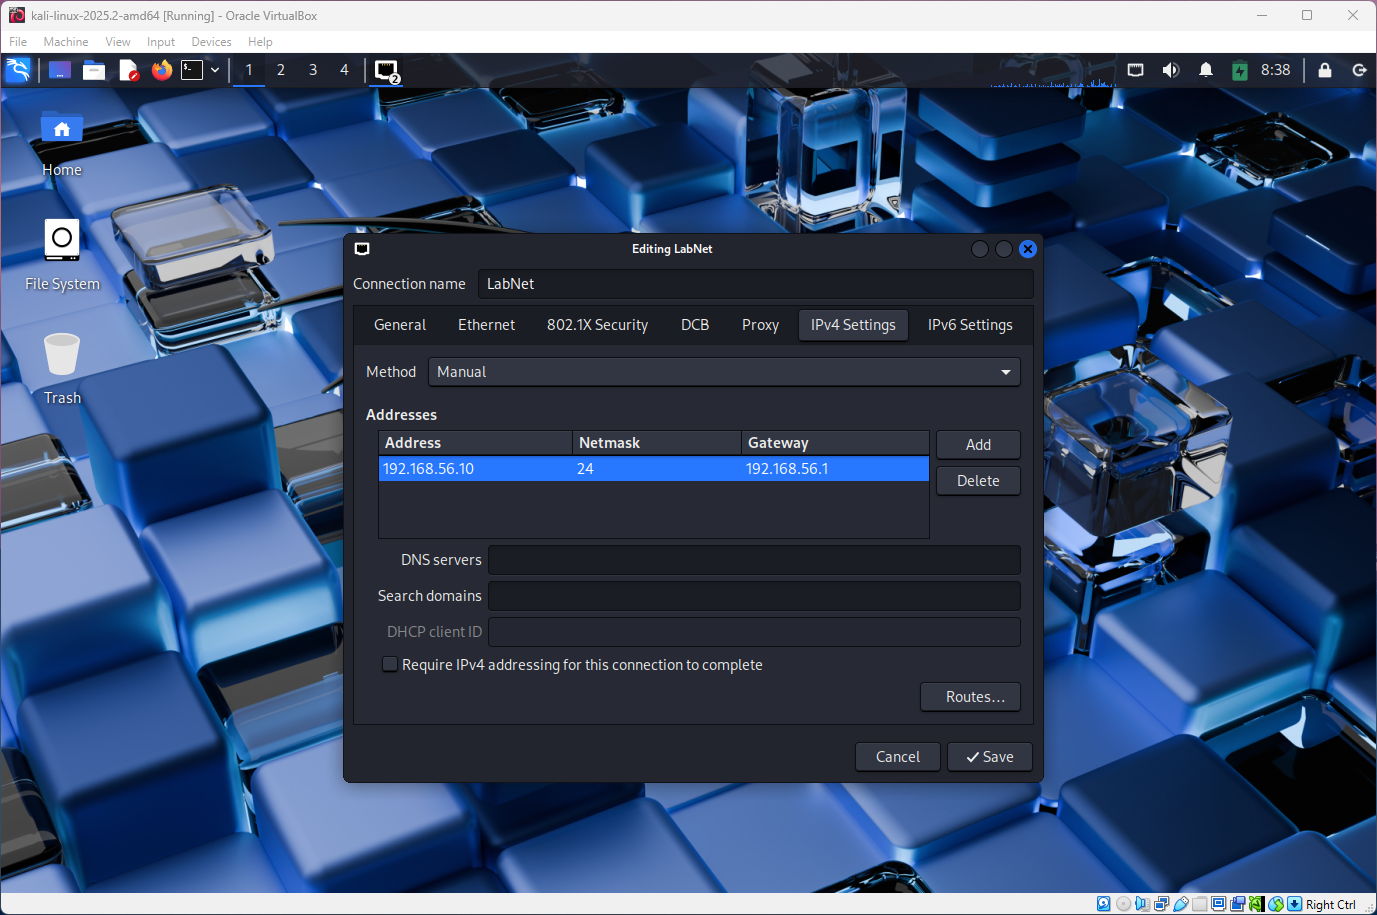 kali-linux-2025.2-amd64 [Running] - Oracle VirtualBox
File Machine View Input Devices Help
1 2 3 4 2 8:38
Home
File System
Trash
Editing LabNet
Connection name LabNet
General Ethernet 802.1X Security DCB Proxy IPv4 Settings IPv6 Settings
Method Manual
Addresses
Address Netmask Gateway Add
192.168.56.10 24 192.168.56.1
Delete
DNS servers
Search domains
DHCP client ID
Require IPv4 addressing for this connection to complete
Routes…
Cancel Save
Right Ctrl